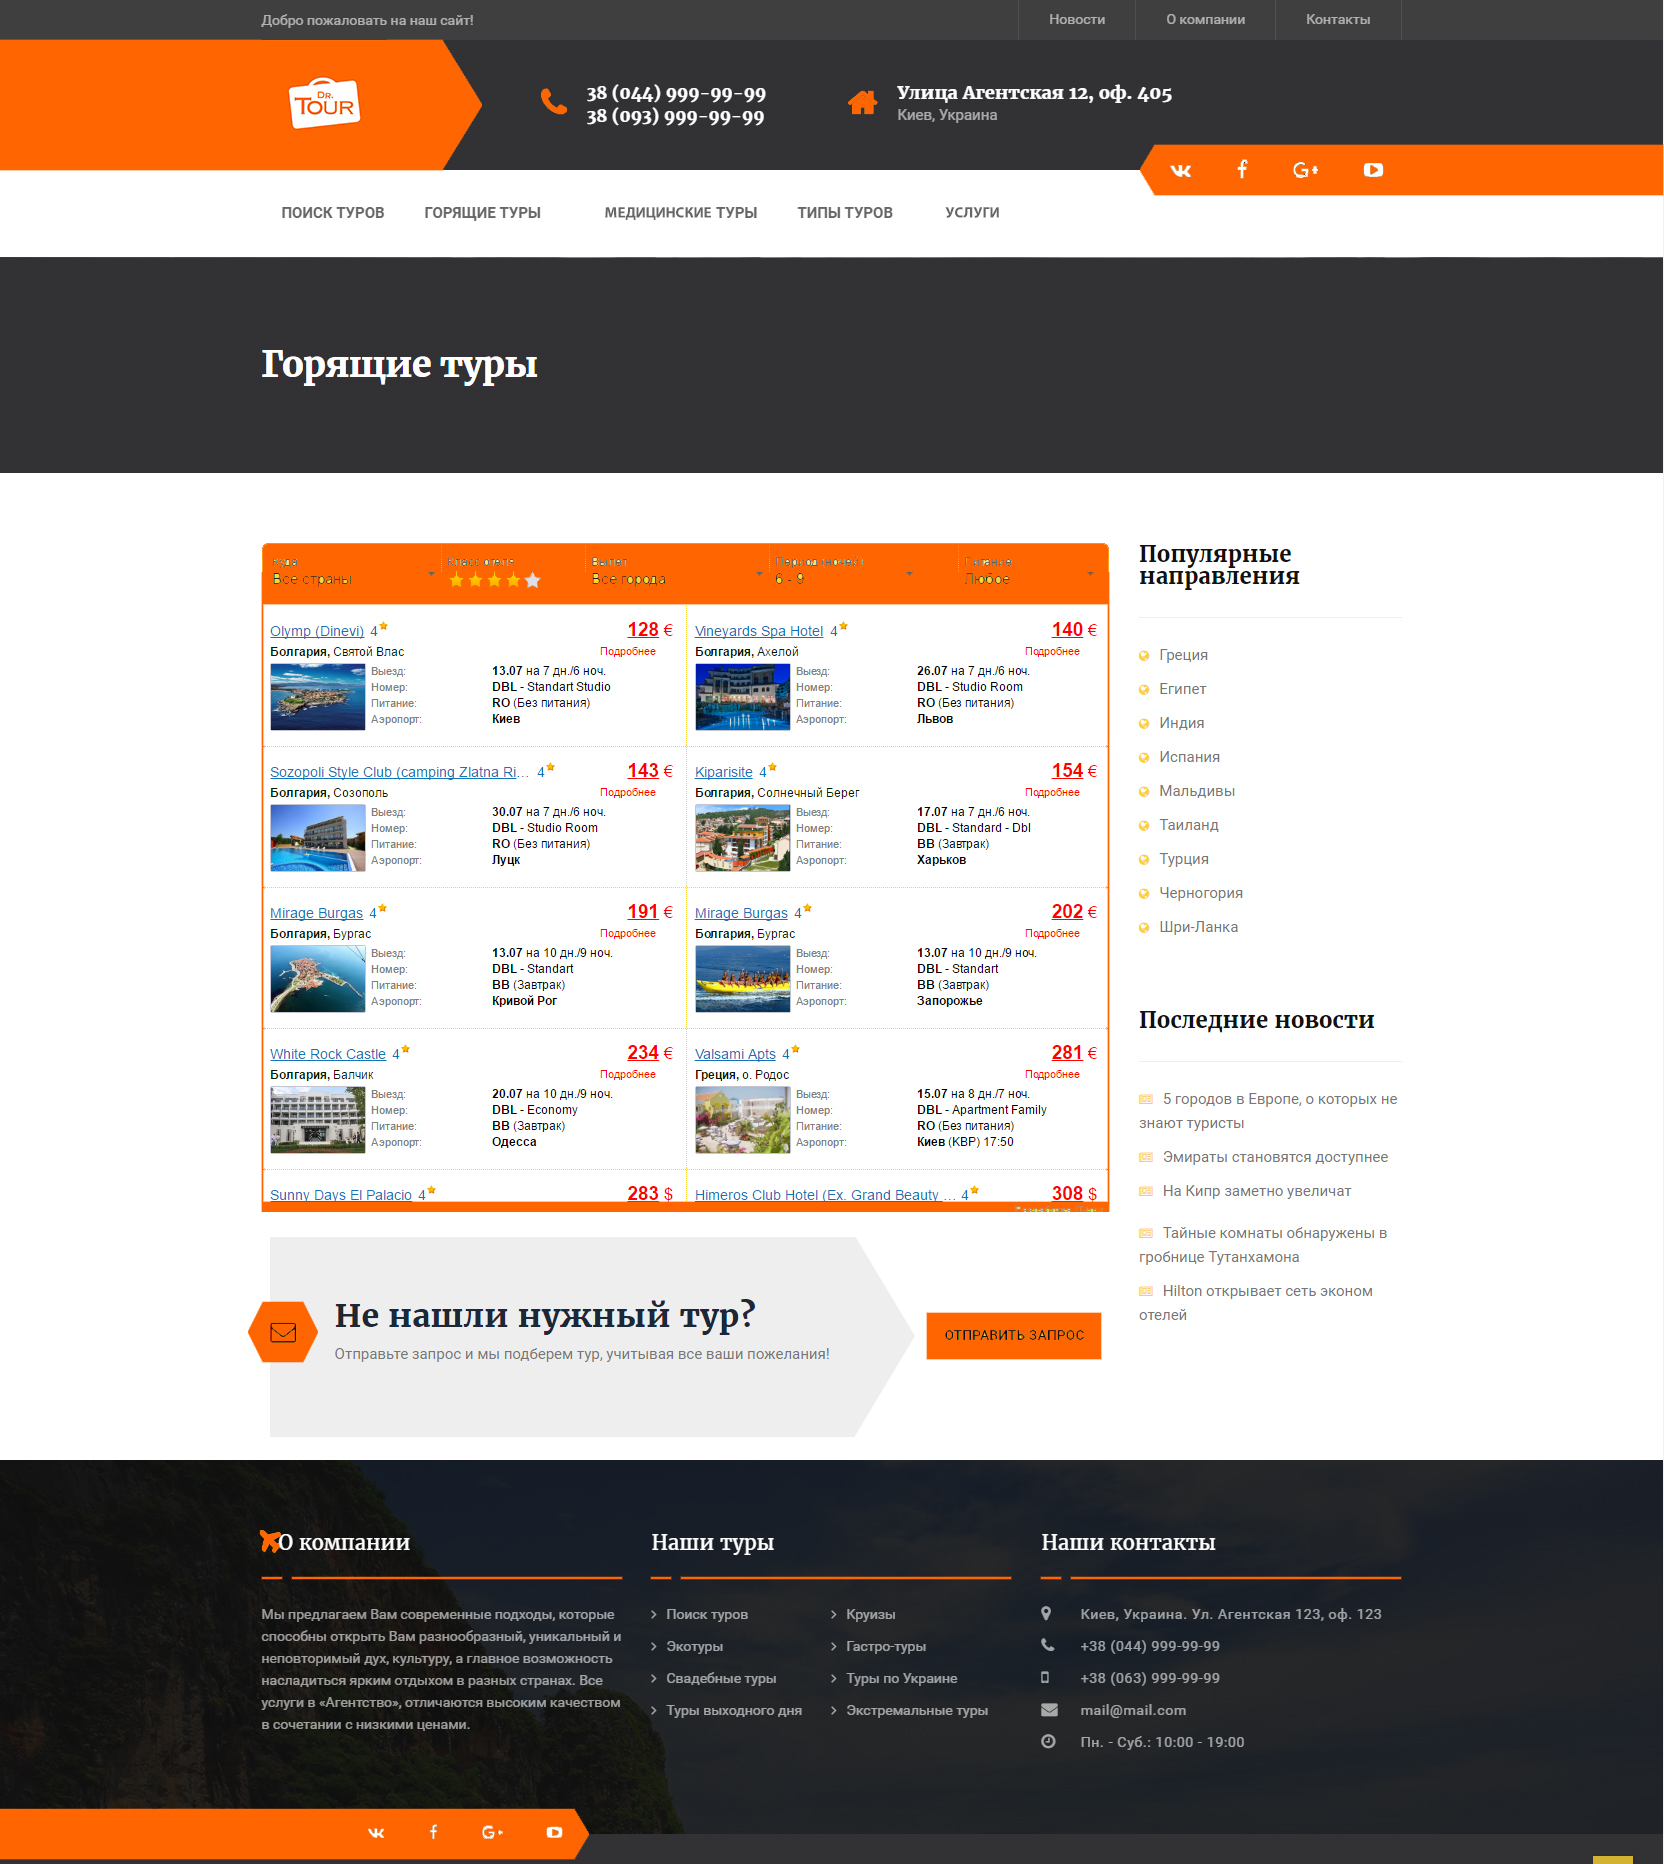 Добро пожаловать на наш сайт!
Новости
О компании
Контакты
DR.
TOUR
38 (044) 999-99-99
38 (093) 999-99-99
Улица Агентская 12, оф. 405
Киев, Украина
ПОИСК ТУРОВ
ГОРЯЩИЕ ТУРЫ
МЕДИЦИНСКИЕ ТУРЫ
ТИПЫ ТУРОВ
УСЛУГИ
Горящие туры
Куда
Все страны
Класс отеля
Вылет
Все города
Период (ночей)
6 - 9
Питание
Любое
Olymp (Dinevi) 4
128 €
Болгария, Святой Влас
Подробнее
Выезд: 13.07 на 7 дн./6 ноч.
Номер: DBL - Standart Studio
Питание: RO (Без питания)
Аэропорт: Киев
Vineyards Spa Hotel 4
140 €
Болгария, Ахелой
Подробнее
Выезд: 26.07 на 7 дн./6 ноч.
Номер: DBL - Studio Room
Питание: RO (Без питания)
Аэропорт: Львов
Sozopoli Style Club (camping Zlatna Ri... 4
143 €
Болгария, Созополь
Подробнее
Выезд: 30.07 на 7 дн./6 ноч.
Номер: DBL - Studio Room
Питание: RO (Без питания)
Аэропорт: Луцк
Kiparisite 4
154 €
Болгария, Солнечный Берег
Подробнее
Выезд: 17.07 на 7 дн./6 ноч.
Номер: DBL - Standard - Dbl
Питание: BB (Завтрак)
Аэропорт: Харьков
Mirage Burgas 4
191 €
Болгария, Бургас
Подробнее
Выезд: 13.07 на 10 дн./9 ноч.
Номер: DBL - Standart
Питание: BB (Завтрак)
Аэропорт: Кривой Рог
Mirage Burgas 4
202 €
Болгария, Бургас
Подробнее
Выезд: 13.07 на 10 дн./9 ноч.
Номер: DBL - Standart
Питание: BB (Завтрак)
Аэропорт: Запорожье
White Rock Castle 4
234 €
Болгария, Балчик
Подробнее
Выезд: 20.07 на 10 дн./9 ноч.
Номер: DBL - Economy
Питание: BB (Завтрак)
Аэропорт: Одесса
Valsami Apts 4
281 €
Греция, о. Родос
Подробнее
Выезд: 15.07 на 8 дн./7 ноч.
Номер: DBL - Apartment Family
Питание: RO (Без питания)
Аэропорт: Киев (KBP) 17:50
Sunny Days El Palacio 4
283 $
Himeros Club Hotel (Ex. Grand Beauty ... 4
308 $
Популярные
направления
Греция
Египет
Индия
Испания
Мальдивы
Таиланд
Турция
Черногория
Шри-Ланка
Последние новости
5 городов в Европе, о которых не
знают туристы
Эмираты становятся доступнее
На Кипр заметно увеличат
Тайные комнаты обнаружены в
гробнице Тутанхамона
Hilton открывает сеть эконом
отелей
Не нашли нужный тур?
Отправьте запрос и мы подберем тур, учитывая все ваши пожелания!
ОТПРАВИТЬ ЗАПРОС
О компании
Мы предлагаем Вам современные подходы, которые
способны открыть Вам разнообразный, уникальный и
неповторимый дух, культуру, а главное возможность
насладиться ярким отдыхом в разных странах. Все
услуги в «Агентство», отличаются высоким качеством
в сочетании с низкими ценами.
Наши туры
Поиск туров
Экотуры
Свадебные туры
Туры выходного дня
Круизы
Гастро-туры
Туры по Украине
Экстремальные туры
Наши контакты
Киев, Украина. Ул. Агентская 123, оф. 123
+38 (044) 999-99-99
+38 (063) 999-99-99
mail@mail.com
Пн. - Суб.: 10:00 - 19:00